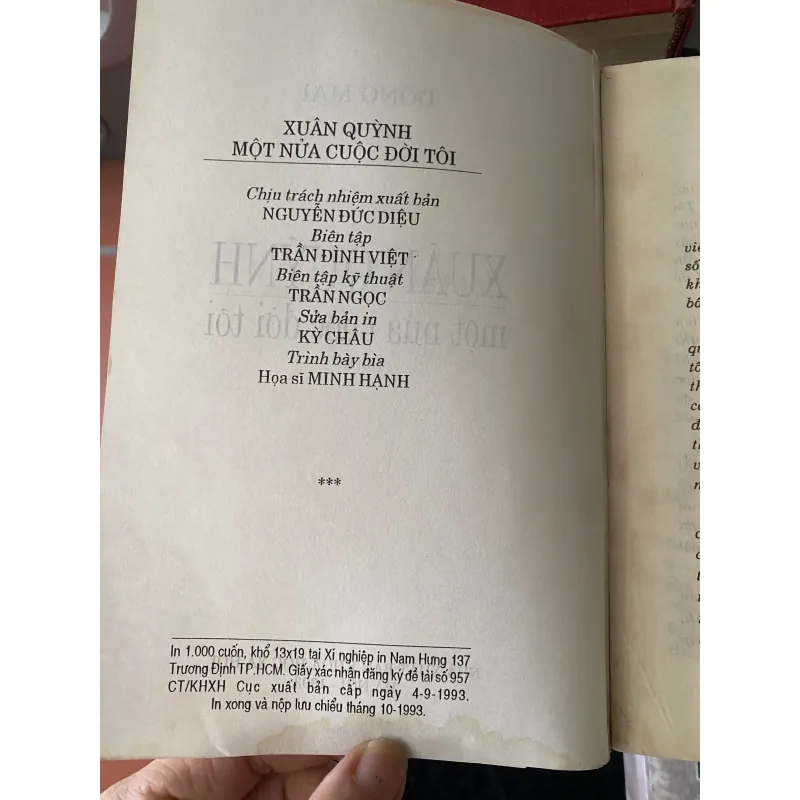 XUÂN QUỲNH
MỘT NỬA CUỘC ĐỜI TÔI
Chịu trách nhiệm xuất bản
NGUYỄN ĐỨC DIỆU
Biên tập
TRẦN ĐÌNH VIỆT
Biên tập kỹ thuật
TRẦN NGỌC
Sửa bản in
KỲ CHÂU
Trình bày bìa
Họa sĩ MINH HẠNH
***
In 1.000 cuốn, khổ 13x19 tại Xí nghiệp in Nam Hưng 137
Trương Định TP.HCM. Giấy xác nhận đăng ký đề tài số 957
CT/KHXH Cục xuất bản cấp ngày 4-9-1993.
In xong và nộp lưu chiểu tháng 10-1993.